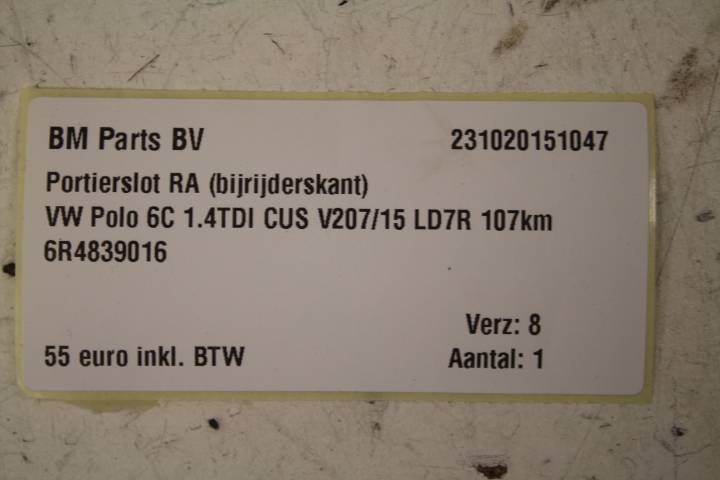 BM Parts BV 231020151047
Portierslot RA (bijrijderskant)
VW Polo 6C 1.4TDI CUS V207/15 LD7R 107km
6R4839016
Verz: 8
55 euro inkl. BTW Aantal: 1